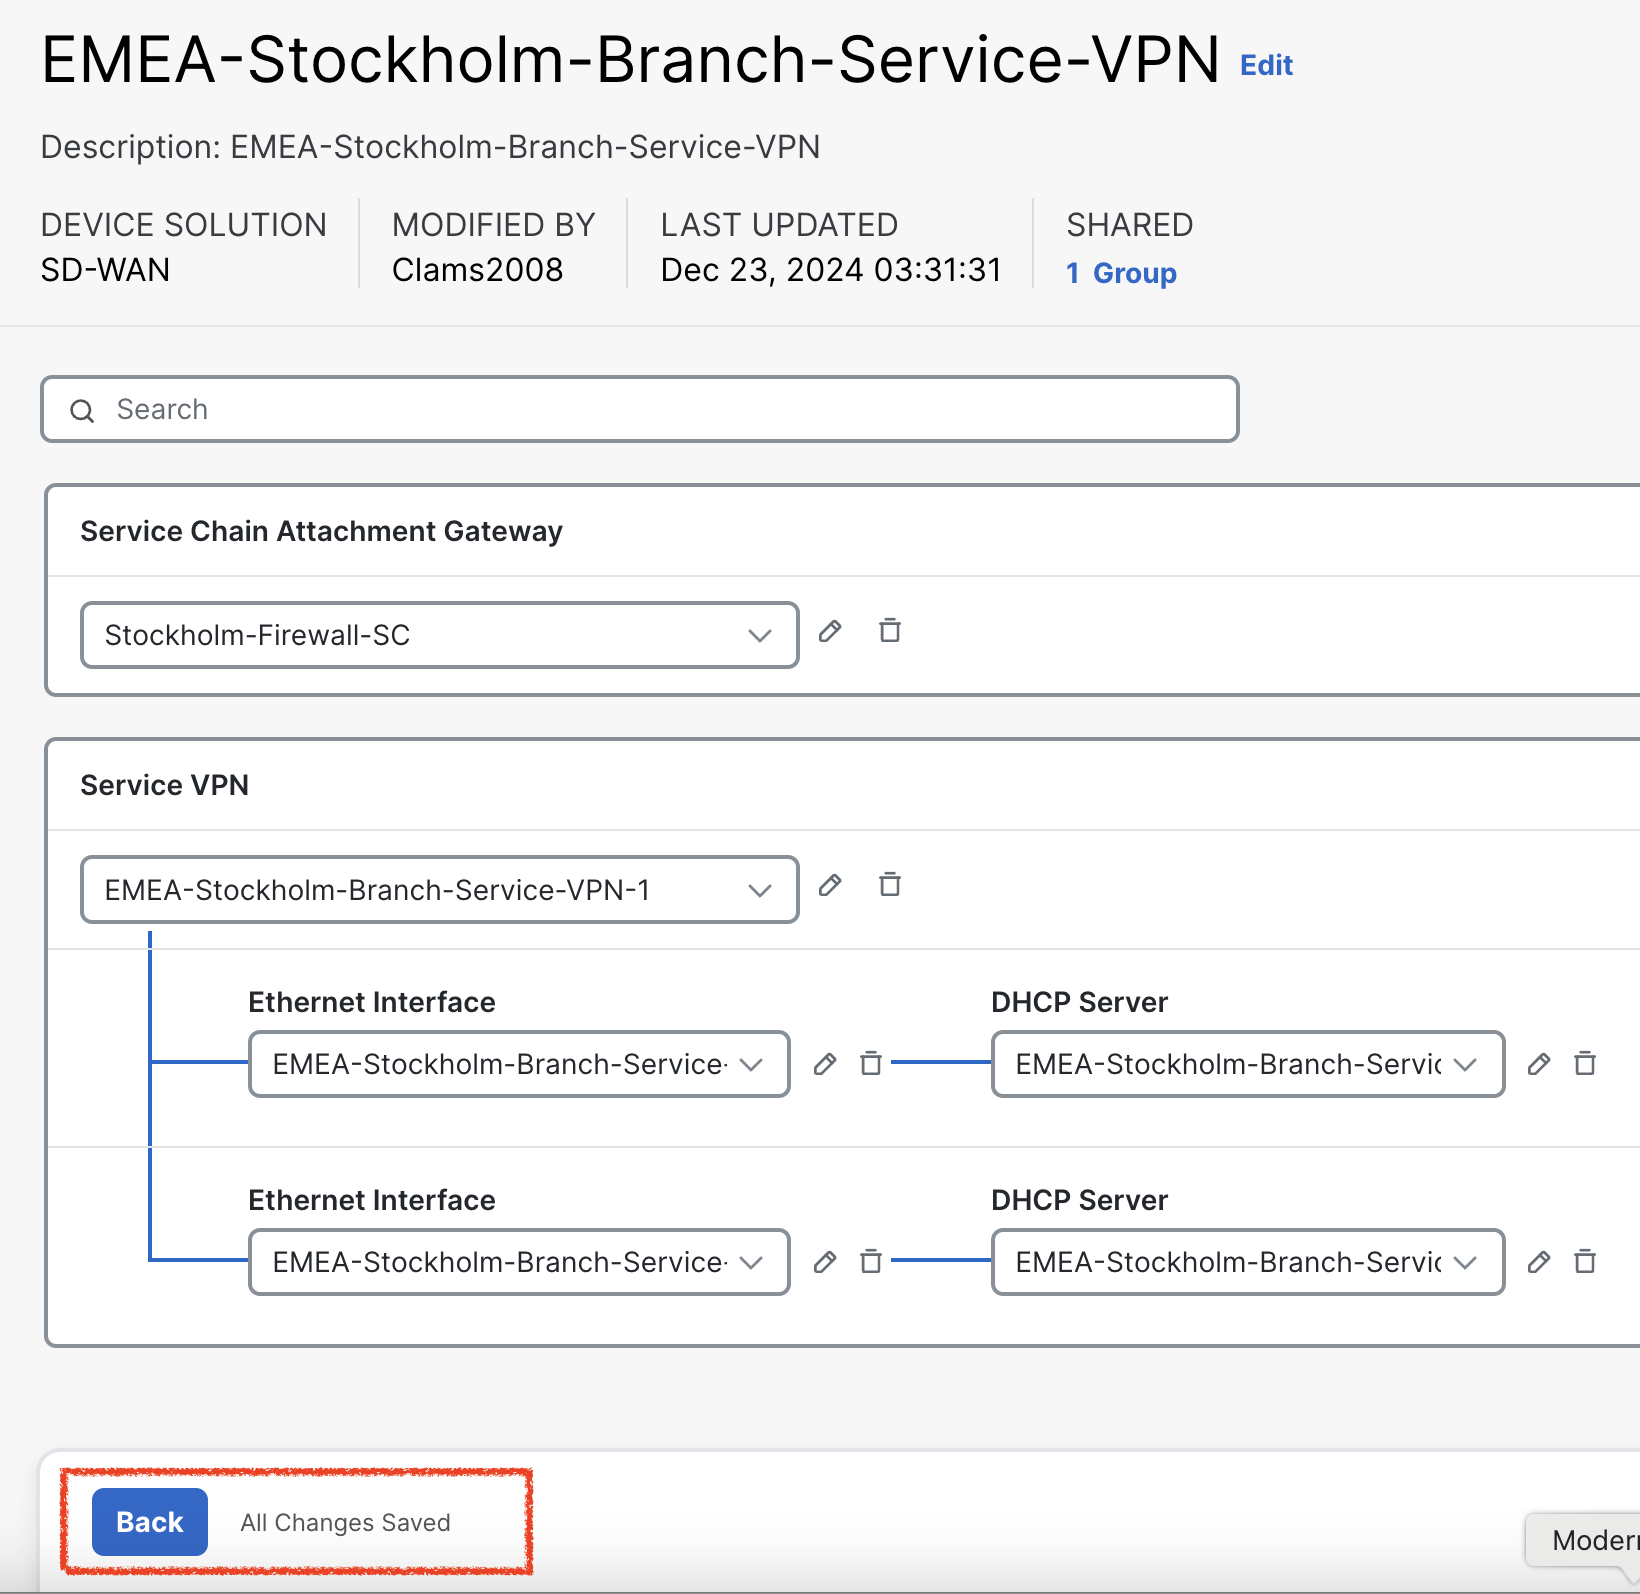 EMEA-Stockholm-Branch-Service-VPN Edit
Description: EMEA-Stockholm-Branch-Service-VPN
DEVICE SOLUTION MODIFIED BY LAST UPDATED SHARED
SD-WAN Clams2008 Dec 23, 2024 03:31:31 1 Group
Search
Service Chain Attachment Gateway
Stockholm-Firewall-SC
Service VPN
EMEA-Stockholm-Branch-Service-VPN-1
Ethernet Interface DHCP Server
EMEA-Stockholm-Branch-Service- EMEA-Stockholm-Branch-Servic
Ethernet Interface DHCP Server
EMEA-Stockholm-Branch-Service- EMEA-Stockholm-Branch-Servic
Back All Changes Saved